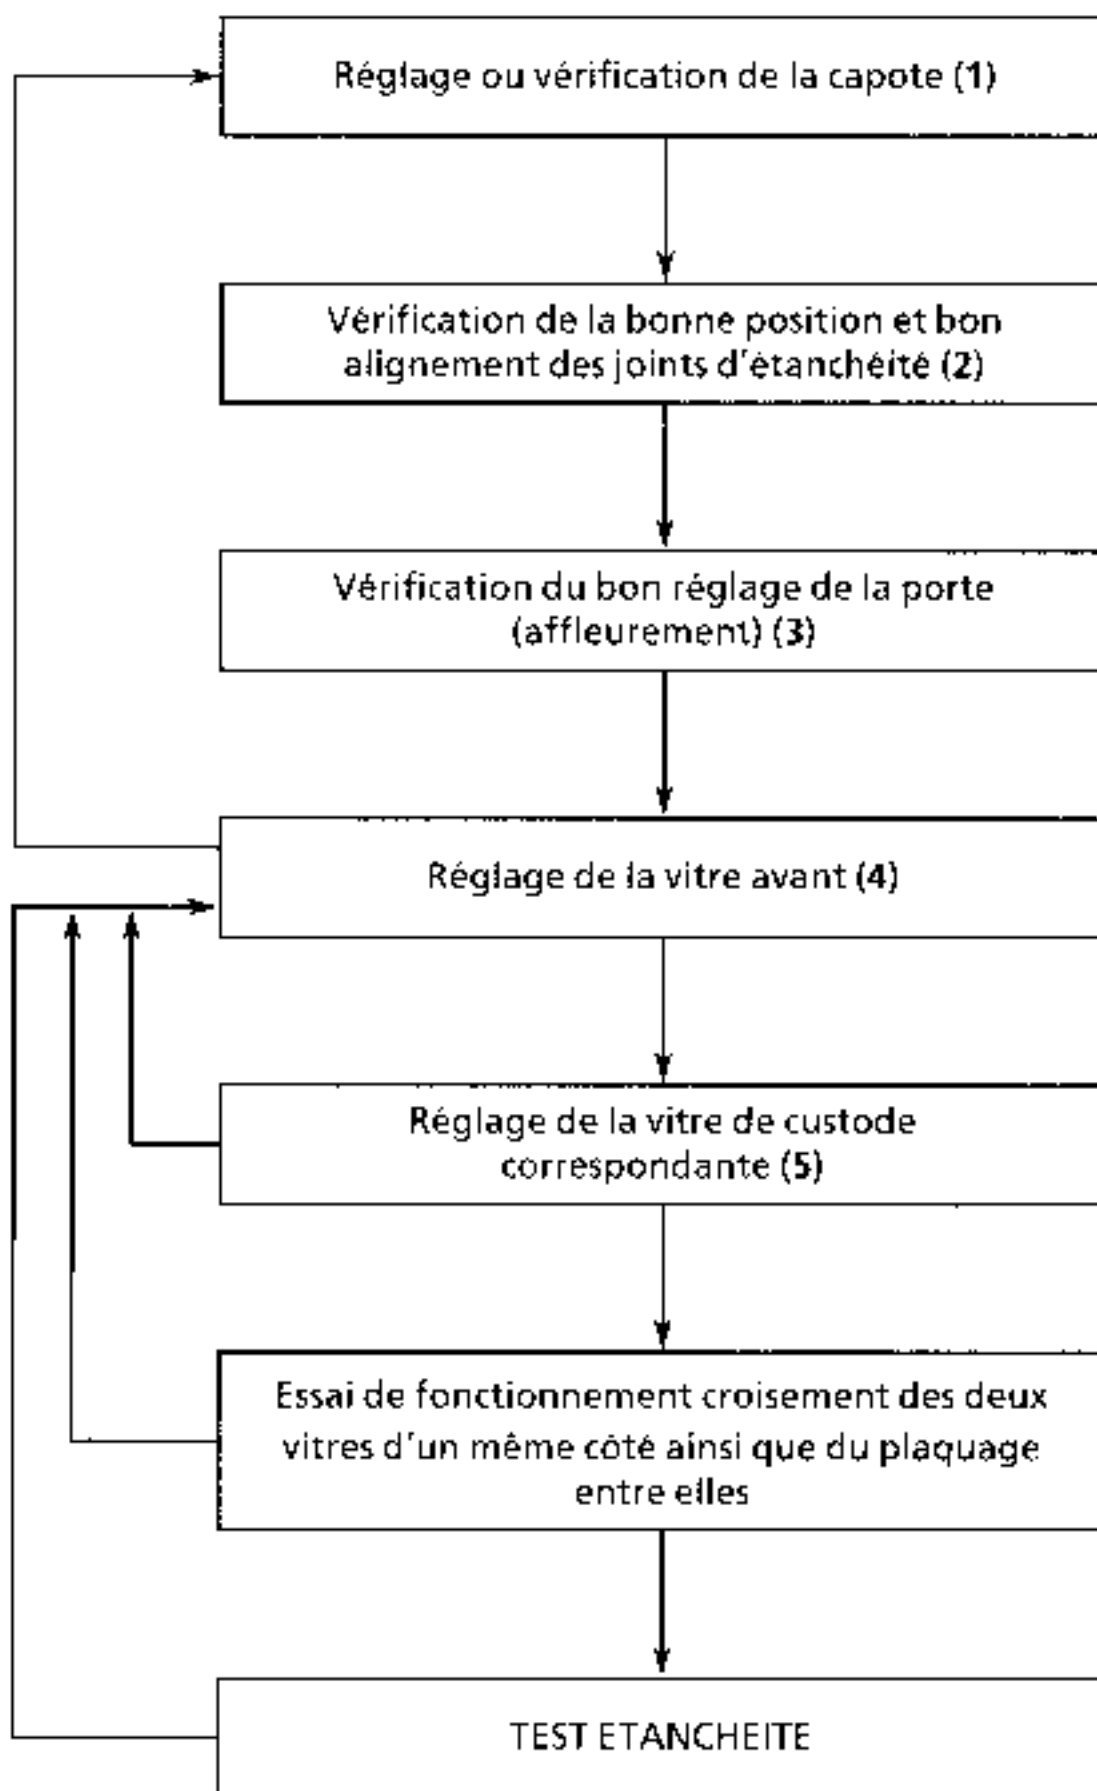 Réglage ou vérification de la capote (1)
Vérification de la bonne position et bon
alignement des joints d'étanchéité (2)
Vérification du bon réglage de la porte
(affleurement) (3)
Réglage de la vitre avant (4)
Réglage de la vitre de custode
correspondante (5)
Essai de fonctionnement croisement des deux
vitres d'un même côté ainsi que du plaquage
entre elles
TEST ETANCHEITE